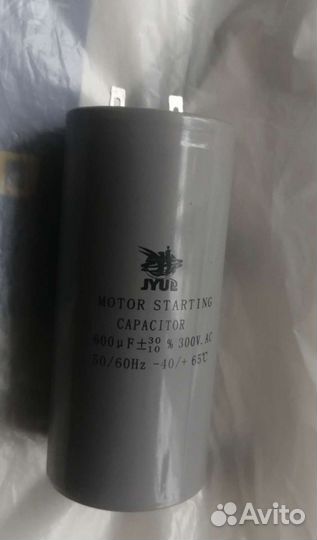 JYUL
MOTOR STARTING
CAPACITOR
600μF±30/10 % 300V.AC
50/60Hz -40/+65℃
Avito